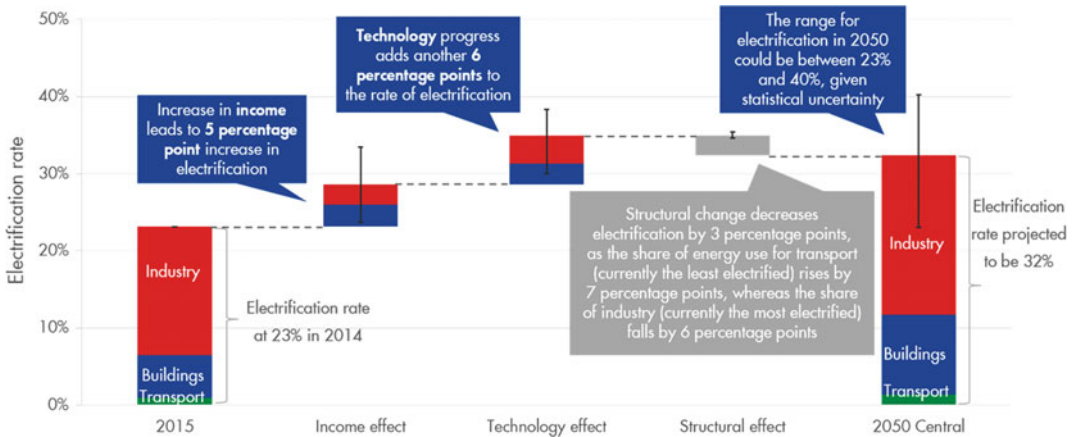 50%
40%
30%
20%
10%
0%
Electrification rate
Increase in income
leads to 5 percentage
point increase in
electrification
Technology progress
adds another 6
percentage points to
the rate of electrification
The range for
electrification in 2050
could be between 23%
and 40%, given
statistical uncertainty
Structural change decreases
electrification by 3 percentage points,
as the share of energy use for transport
(currently the least electrified) rises by
7 percentage points, whereas the share
of industry (currently the most electrified)
falls by 6 percentage points
Industry
Buildings
Transport
Electrification rate
at 23% in 2014
Industry
Buildings
Transport
Electrification
rate projected
to be 32%
2015
Income effect
Technology effect
Structural effect
2050 Central